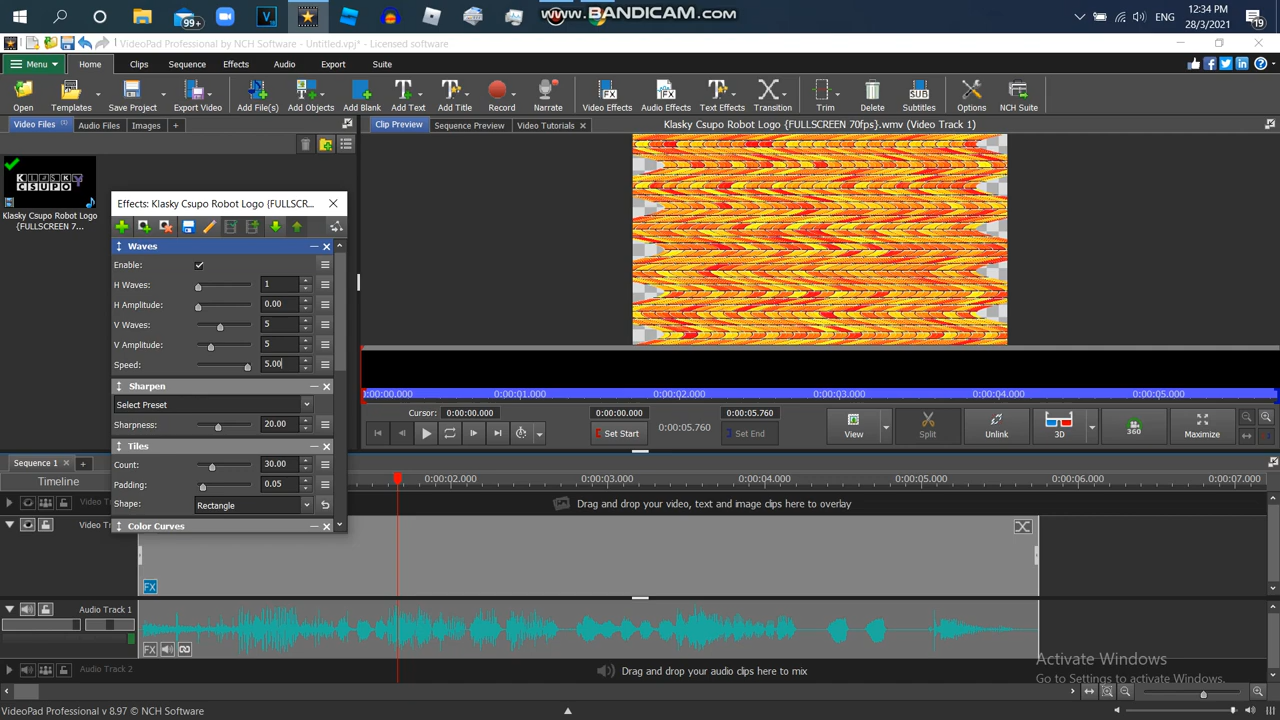 www.BANDICAM.com
99+
V
ENG
12:34 PM
28/3/2021
19
VideoPad Professional by NCH Software - Untitled.vpj* - Licensed software
Menu
Home
Clips
Sequence
Effects
Audio
Export
Suite
Open
Templates
Save Project
Export Video
Add File(s)
Add Objects
Add Blank
Add Text
Add Title
Record
Narrate
Video Effects
Audio Effects
Text Effects
Transition
Trim
Delete
Subtitles
Options
NCH Suite
Video Files (1)
Audio Files
Images
+
Clip Preview
Sequence Preview
Video Tutorials
Klasky Csupo Robot Logo {FULLSCREEN 70fps}.wmv (Video Track 1)
KLASKY
CSUPO
Klasky Csupo Robot Logo
{FULLSCREEN 7...
Effects: Klasky Csupo Robot Logo {FULLSCR...
Waves
Enable:
H Waves: 1
H Amplitude: 0.00
V Waves: 5
V Amplitude: 5
Speed: 5.00
Sharpen
Select Preset
Sharpness: 20.00
Tiles
Count: 30.00
Padding: 0.05
Shape: Rectangle
Color Curves
0:00:00.000
0:00:01.000
0:00:02.000
0:00:03.000
0:00:04.000
0:00:05.000
Cursor: 0:00:00.000
0:00:00.000
Set Start
0:00:05.760
0:00:05.760
Set End
View
Split
Unlink
3D
360
Maximize
Sequence 1
+
Timeline
0:00:02.000
0:00:03.000
0:00:04.000
0:00:05.000
0:00:06.000
0:00:07.000
Video T
Drag and drop your video, text and image clips here to overlay
Video Tra
FX
Audio Track 1
FX
Audio Track 2
Drag and drop your audio clips here to mix
Activate Windows
Go to Settings to activate Windows.
VideoPad Professional v 8.97 © NCH Software